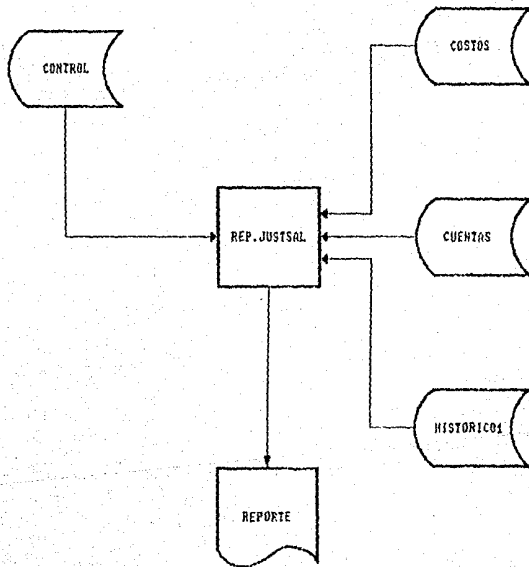 COSTOS
CONTROL
REP.JUSTSAL
CUENTAS
HISTORICO1
REPORTE